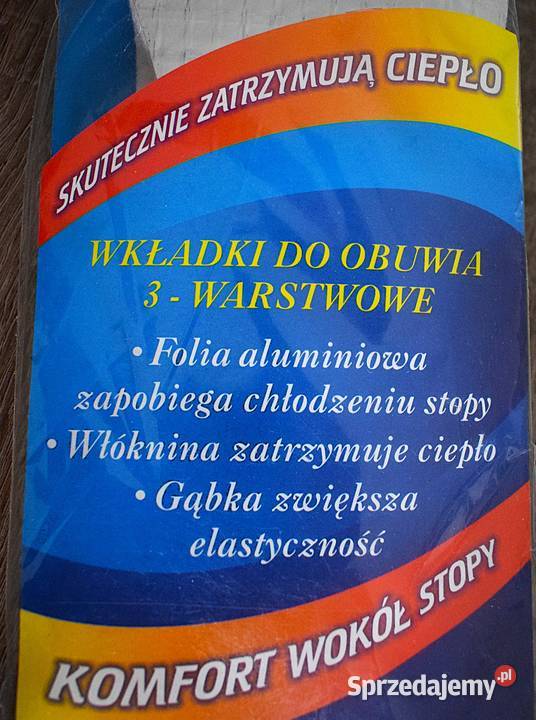 SKUTECZNIE ZATRZYMUJĄ CIEPŁO
WKŁADKI DO OBUWIA
3 - WARSTWOWE
• Folia aluminiowa
zapobiega chłodzeniu stopy
• Włóknina zatrzymuje ciepło
• Gąbka zwiększa
elastyczność
KOMFORT WOKÓŁ STOPY
Sprzedajemy.pl